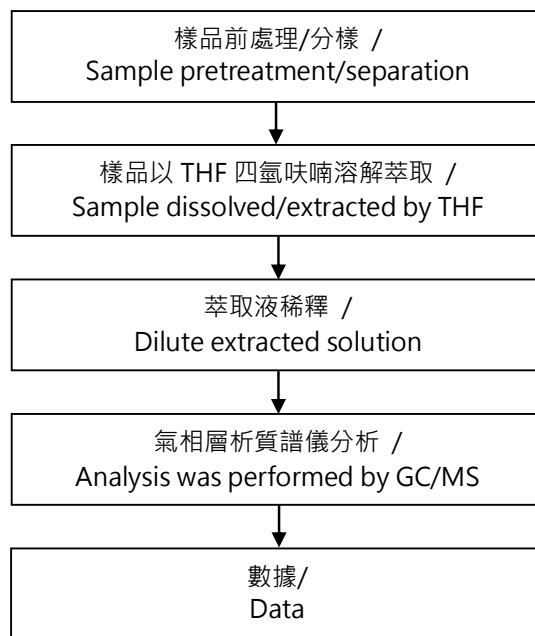 樣品前處理/分樣 /
Sample pretreatment/separation
樣品以 THF 四氫呋喃溶解萃取 /
Sample dissolved/extracted by THF
萃取液稀釋 /
Dilute extracted solution
氣相層析質譜儀分析 /
Analysis was performed by GC/MS
數據/
Data